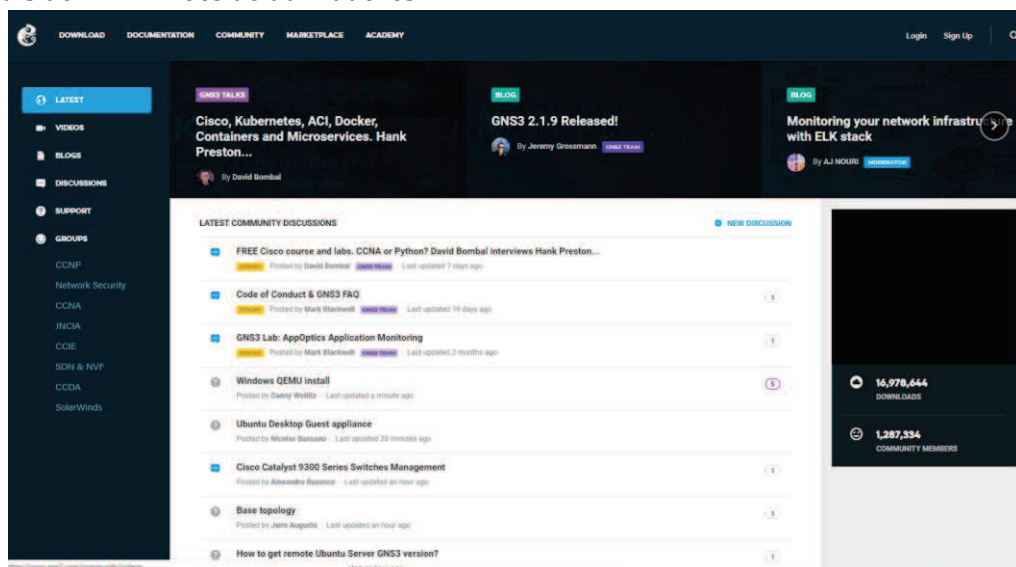 DOWNLOAD DOCUMENTATION COMMUNITY MARKETPLACE ACADEMY Login Sign Up
LATEST
VIDEOS
BLOGS
DISCUSSIONS
SUPPORT
GROUPS
CCNP
Network Security
CCNA
JNCIA
CCIE
SDN & NVF
CCDA
SolarWinds
GNS3 TALKS
Cisco, Kubernetes, ACI, Docker,
Containers and Microservices. Hank
Preston...
By David Bombal
BLOG
GNS3 2.1.9 Released!
By Jeremy Grossmann GNS3 TEAM
BLOG
Monitoring your network infrastructure
with ELK stack
By AJ NOURI MODERATOR
LATEST COMMUNITY DISCUSSIONS NEW DISCUSSION
FREE Cisco course and labs. CCNA or Python? David Bombal interviews Hank Preston...
Posted by David Bombal GNS3 TEAM Last updated 7 days ago
Code of Conduct & GNS3 FAQ 1
Posted by Mark Blackwell GNS3 TEAM Last updated 19 days ago
GNS3 Lab: AppOptics Application Monitoring 1
Posted by Mark Blackwell GNS3 TEAM Last updated 2 months ago
Windows QEMU install 5
Posted by Danny Last updated a minute ago
Ubuntu Desktop Guest appliance
Posted by Nicolas Bassano Last updated 20 minutes ago
Cisco Catalyst 9300 Series Switches Management 1
Posted by Alexandru Last updated an hour ago
Base topology 1
Posted by Jairo Augusto Last updated an hour ago
How to get remote Ubuntu Server GNS3 version? 1
16,978,644
DOWNLOADS
1,287,334
COMMUNITY MEMBERS